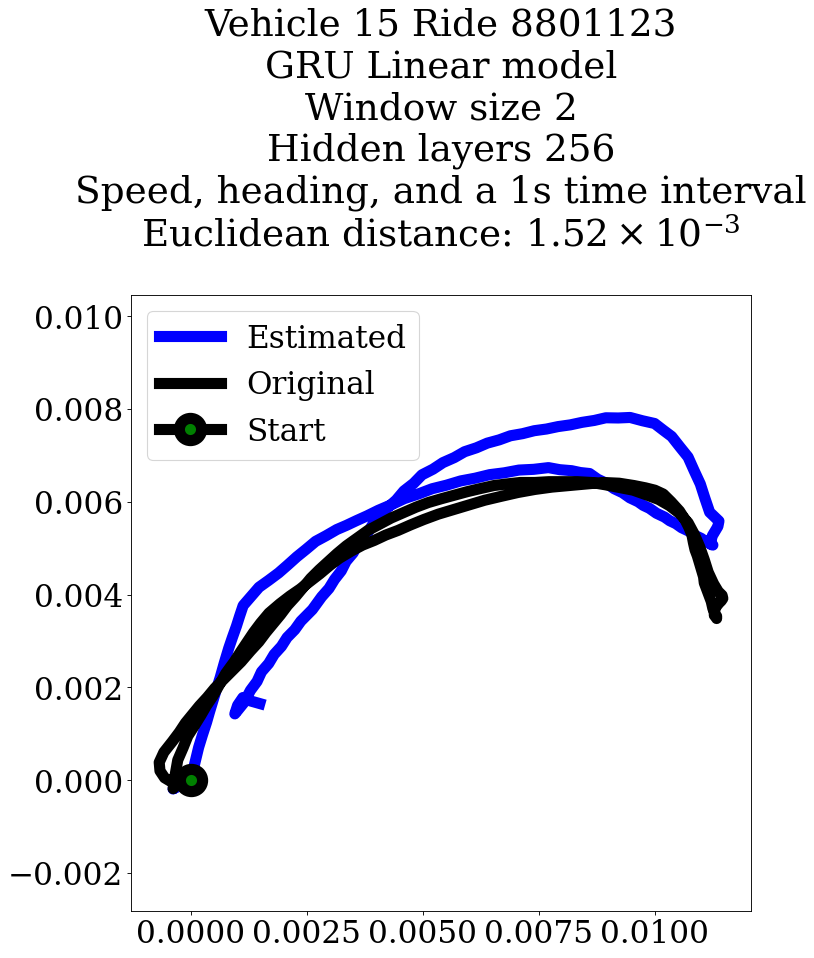 Vehicle 15 Ride 8801123
GRU Linear model
Window size 2
Hidden layers 256
Speed, heading, and a 1s time interval
Euclidean distance: 1.52 × 10⁻³
Estimated
Original
Start
0.010
0.008
0.006
0.004
0.002
0.000
−0.002
0.0000 0.0025 0.0050 0.0075 0.0100